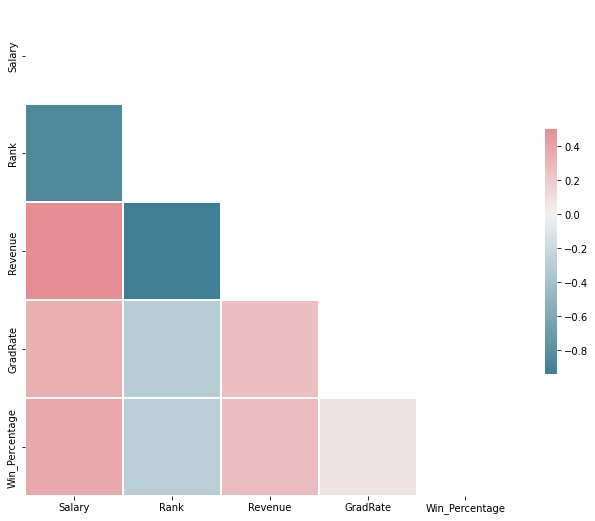 Salary
Rank
Revenue
GradRate
Win_Percentage
Salary
Rank
Revenue
GradRate
Win_Percentage
0.4
0.2
0.0
−0.2
−0.4
−0.6
−0.8